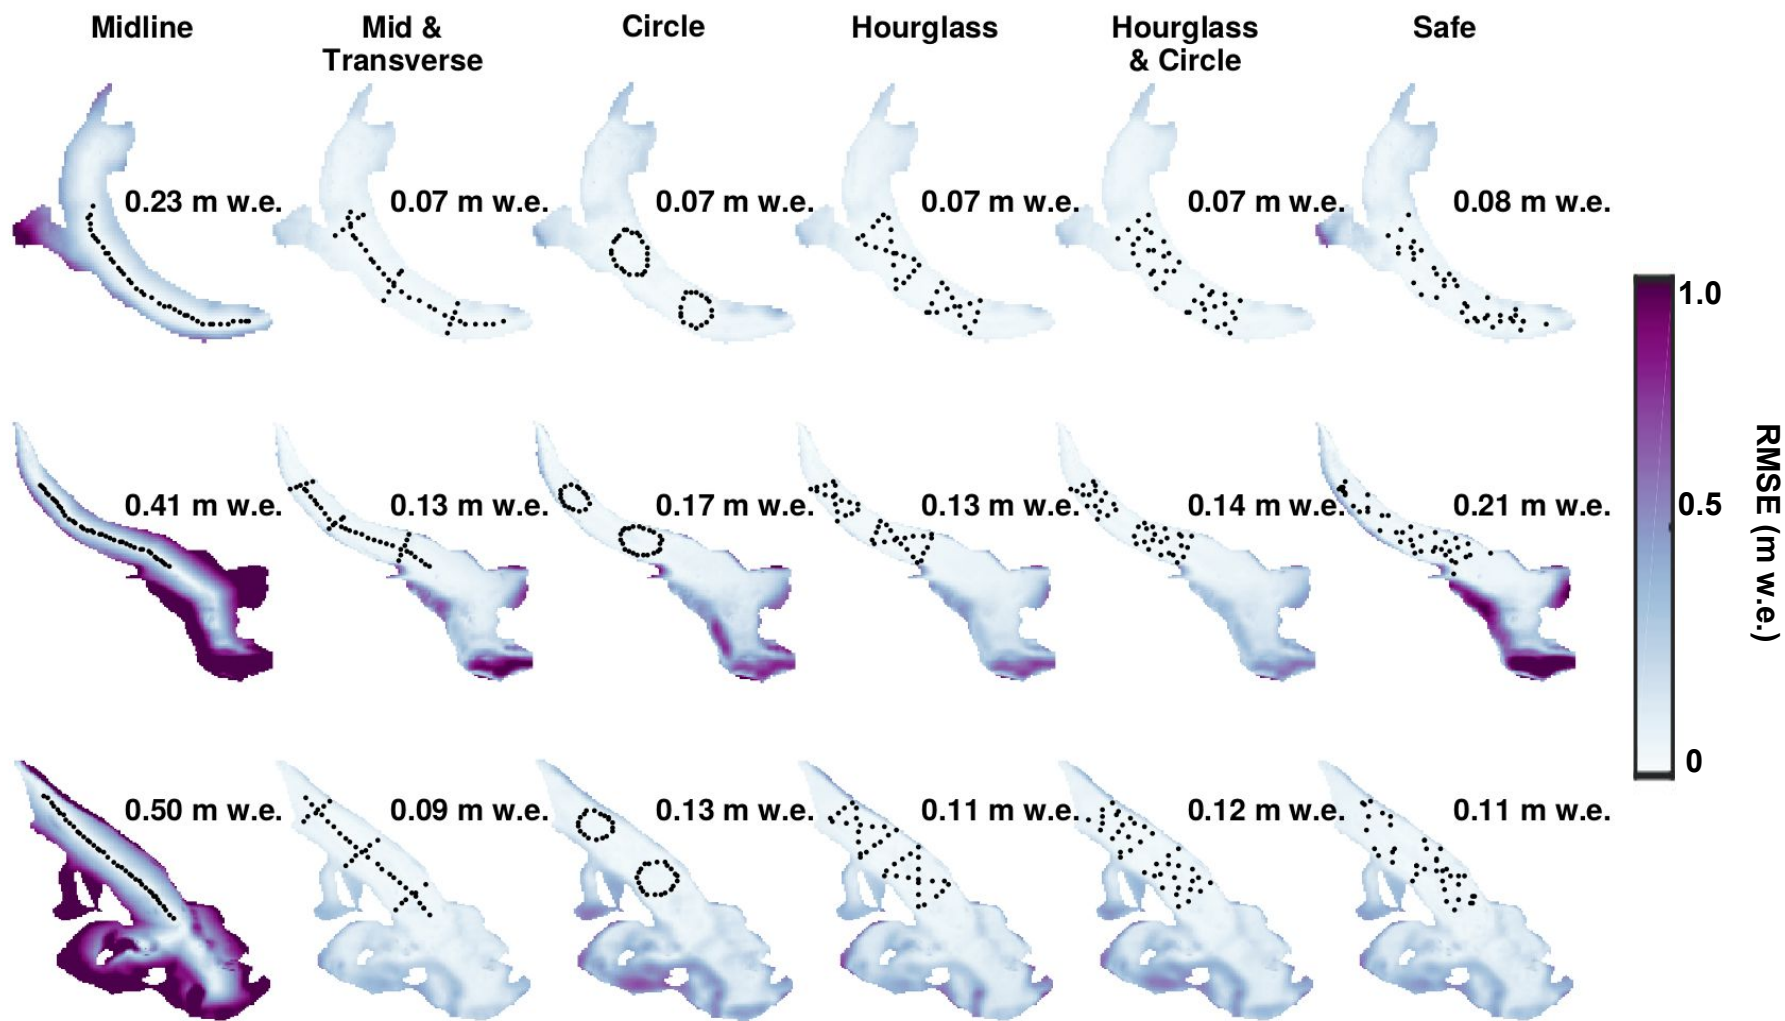 Midline
Mid &
Transverse
Circle
Hourglass
Hourglass
& Circle
Safe
0.23 m w.e.
0.07 m w.e.
0.07 m w.e.
0.07 m w.e.
0.07 m w.e.
0.08 m w.e.
0.41 m w.e.
0.13 m w.e.
0.17 m w.e.
0.13 m w.e.
0.14 m w.e.
0.21 m w.e.
0.50 m w.e.
0.09 m w.e.
0.13 m w.e.
0.11 m w.e.
0.12 m w.e.
0.11 m w.e.
1.0
0.5
0
RMSE (m w.e.)